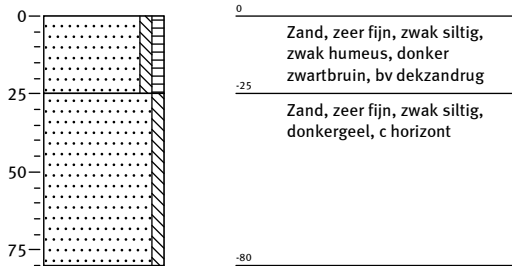 0
0
Zand, zeer fijn, zwak siltig,
zwak humeus, donker
zwartbruin, bv dekzandrug
25
-25
Zand, zeer fijn, zwak siltig,
donkergeel, c horizont
50
75
-80